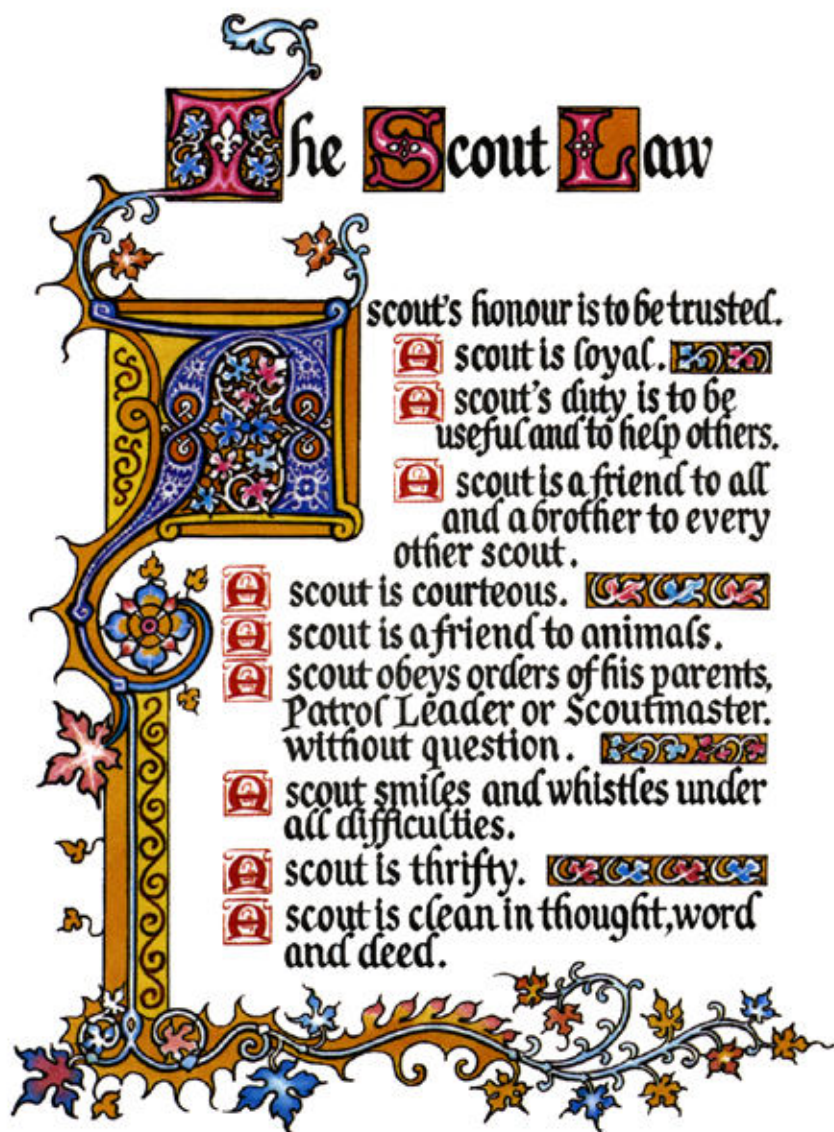 The Scout Law
A scout's honour is to be trusted.
A scout is loyal.
A scout's duty is to be
useful and to help others.
A scout is a friend to all
and a brother to every
other scout.
A scout is courteous.
A scout is a friend to animals.
A scout obeys orders of his parents,
Patrol Leader or Scoutmaster.
without question.
A scout smiles and whistles under
all difficulties.
A scout is thrifty.
A scout is clean in thought, word
and deed.